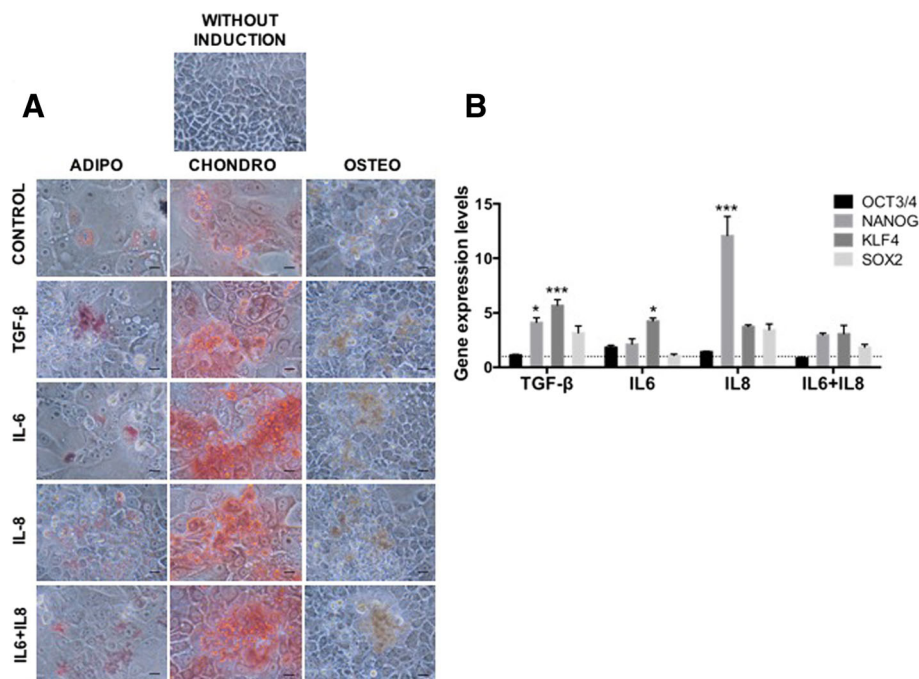 WITHOUT
INDUCTION
A
ADIPO
CHONDRO
OSTEO
CONTROL
TGF-β
IL-6
IL-8
IL6+IL8
B
Gene expression levels
15
10
5
0
*
***
*
***
TGF-β
IL6
IL8
IL6+IL8
OCT3/4
NANOG
KLF4
SOX2